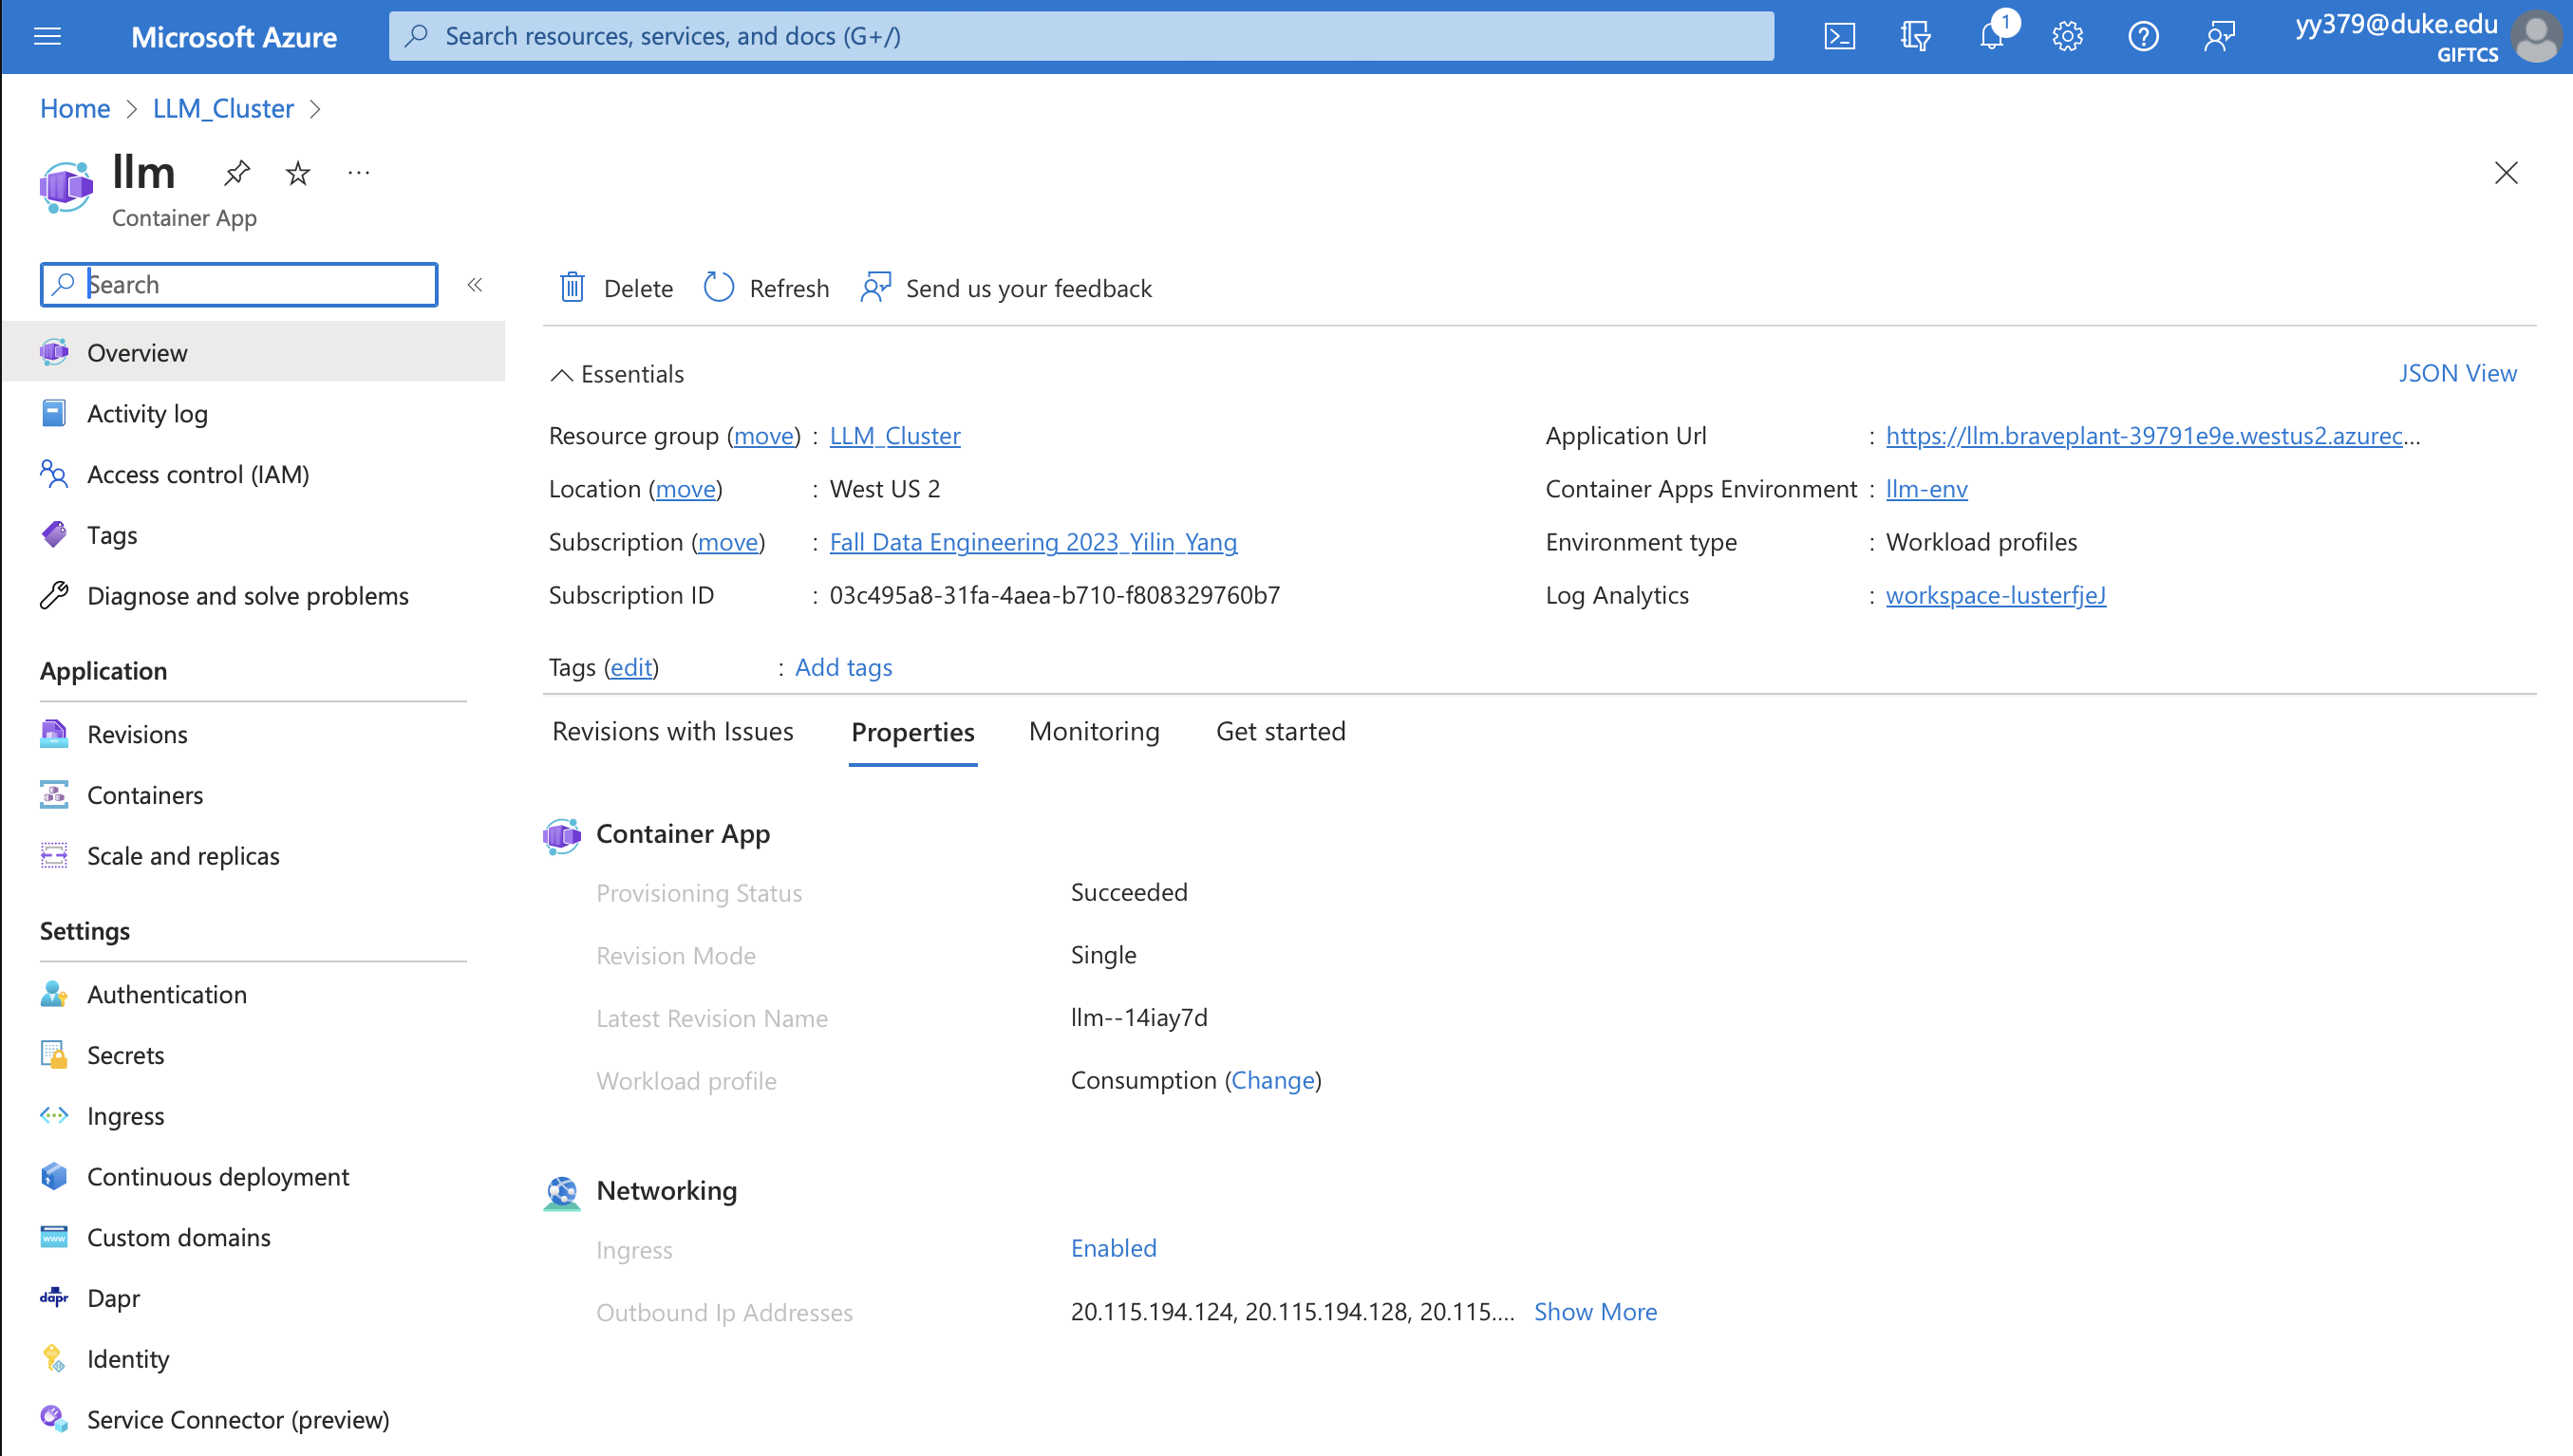 Microsoft Azure
Search resources, services, and docs (G+/)
1
yy379@duke.edu
GIFTCS
Home > LLM_Cluster >
llm
Container App
Search
Overview
Activity log
Access control (IAM)
Tags
Diagnose and solve problems
Application
Revisions
Containers
Scale and replicas
Settings
Authentication
Secrets
Ingress
Continuous deployment
Custom domains
Dapr
Identity
Service Connector (preview)
Delete Refresh Send us your feedback
Essentials
JSON View
Resource group (move) : LLM_Cluster
Location (move) : West US 2
Subscription (move) : Fall Data Engineering 2023_Yilin_Yang
Subscription ID : 03c495a8-31fa-4aea-b710-f808329760b7
Application Url : https://llm.braveplant-39791e9e.westus2.azurec...
Container Apps Environment : llm-env
Environment type : Workload profiles
Log Analytics : workspace-lusterfjeJ
Tags (edit) : Add tags
Revisions with Issues Properties Monitoring Get started
Container App
Provisioning Status Succeeded
Revision Mode Single
Latest Revision Name llm--14iay7d
Workload profile Consumption (Change)
Networking
Ingress Enabled
Outbound Ip Addresses 20.115.194.124, 20.115.194.128, 20.115.... Show More